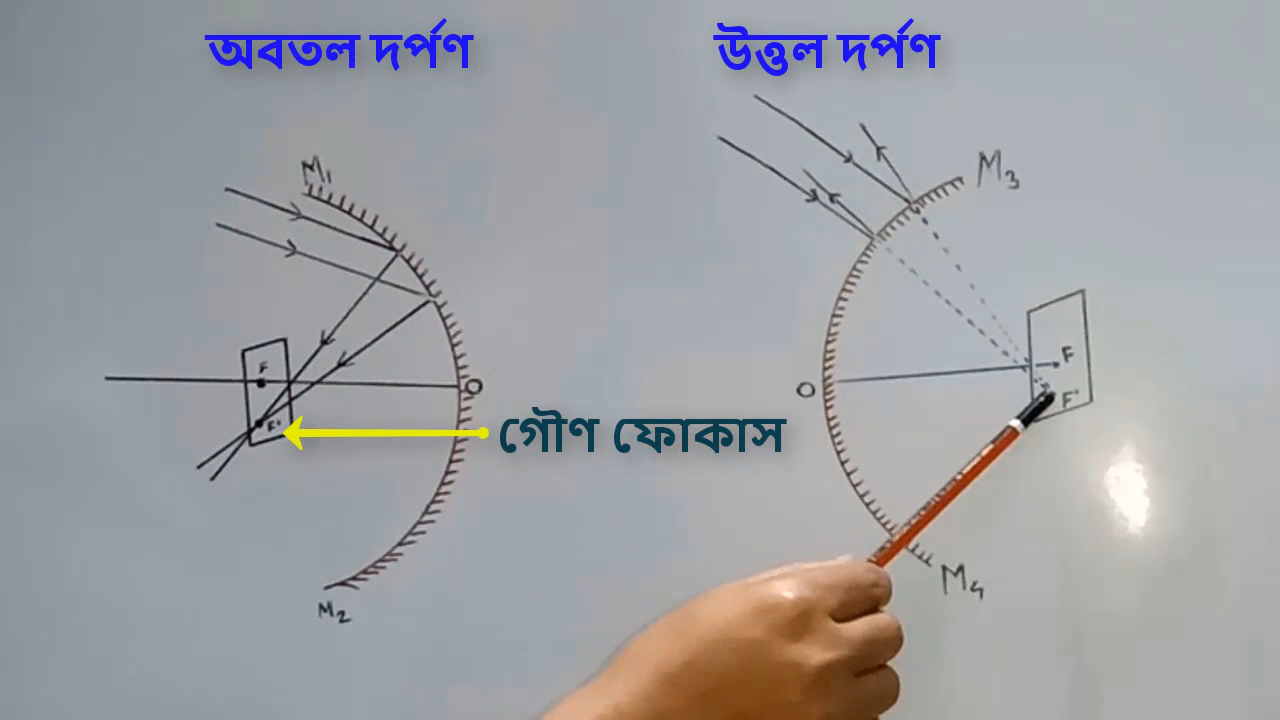 অবতল দর্পণ
উত্তল দর্পণ
M₁
M₃
F
F
O
O
F'
F'
গৌণ ফোকাস
M₂
M₄